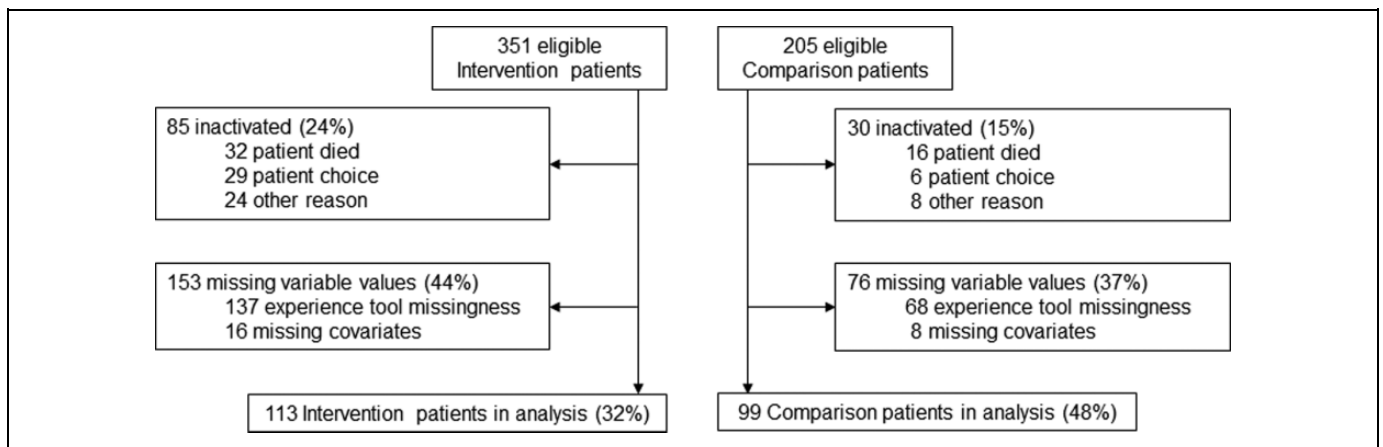 351 eligible
Intervention patients
205 eligible
Comparison patients
85 inactivated (24%)
32 patient died
29 patient choice
24 other reason
30 inactivated (15%)
16 patient died
6 patient choice
8 other reason
153 missing variable values (44%)
137 experience tool missingness
16 missing covariates
76 missing variable values (37%)
68 experience tool missingness
8 missing covariates
113 Intervention patients in analysis (32%)
99 Comparison patients in analysis (48%)